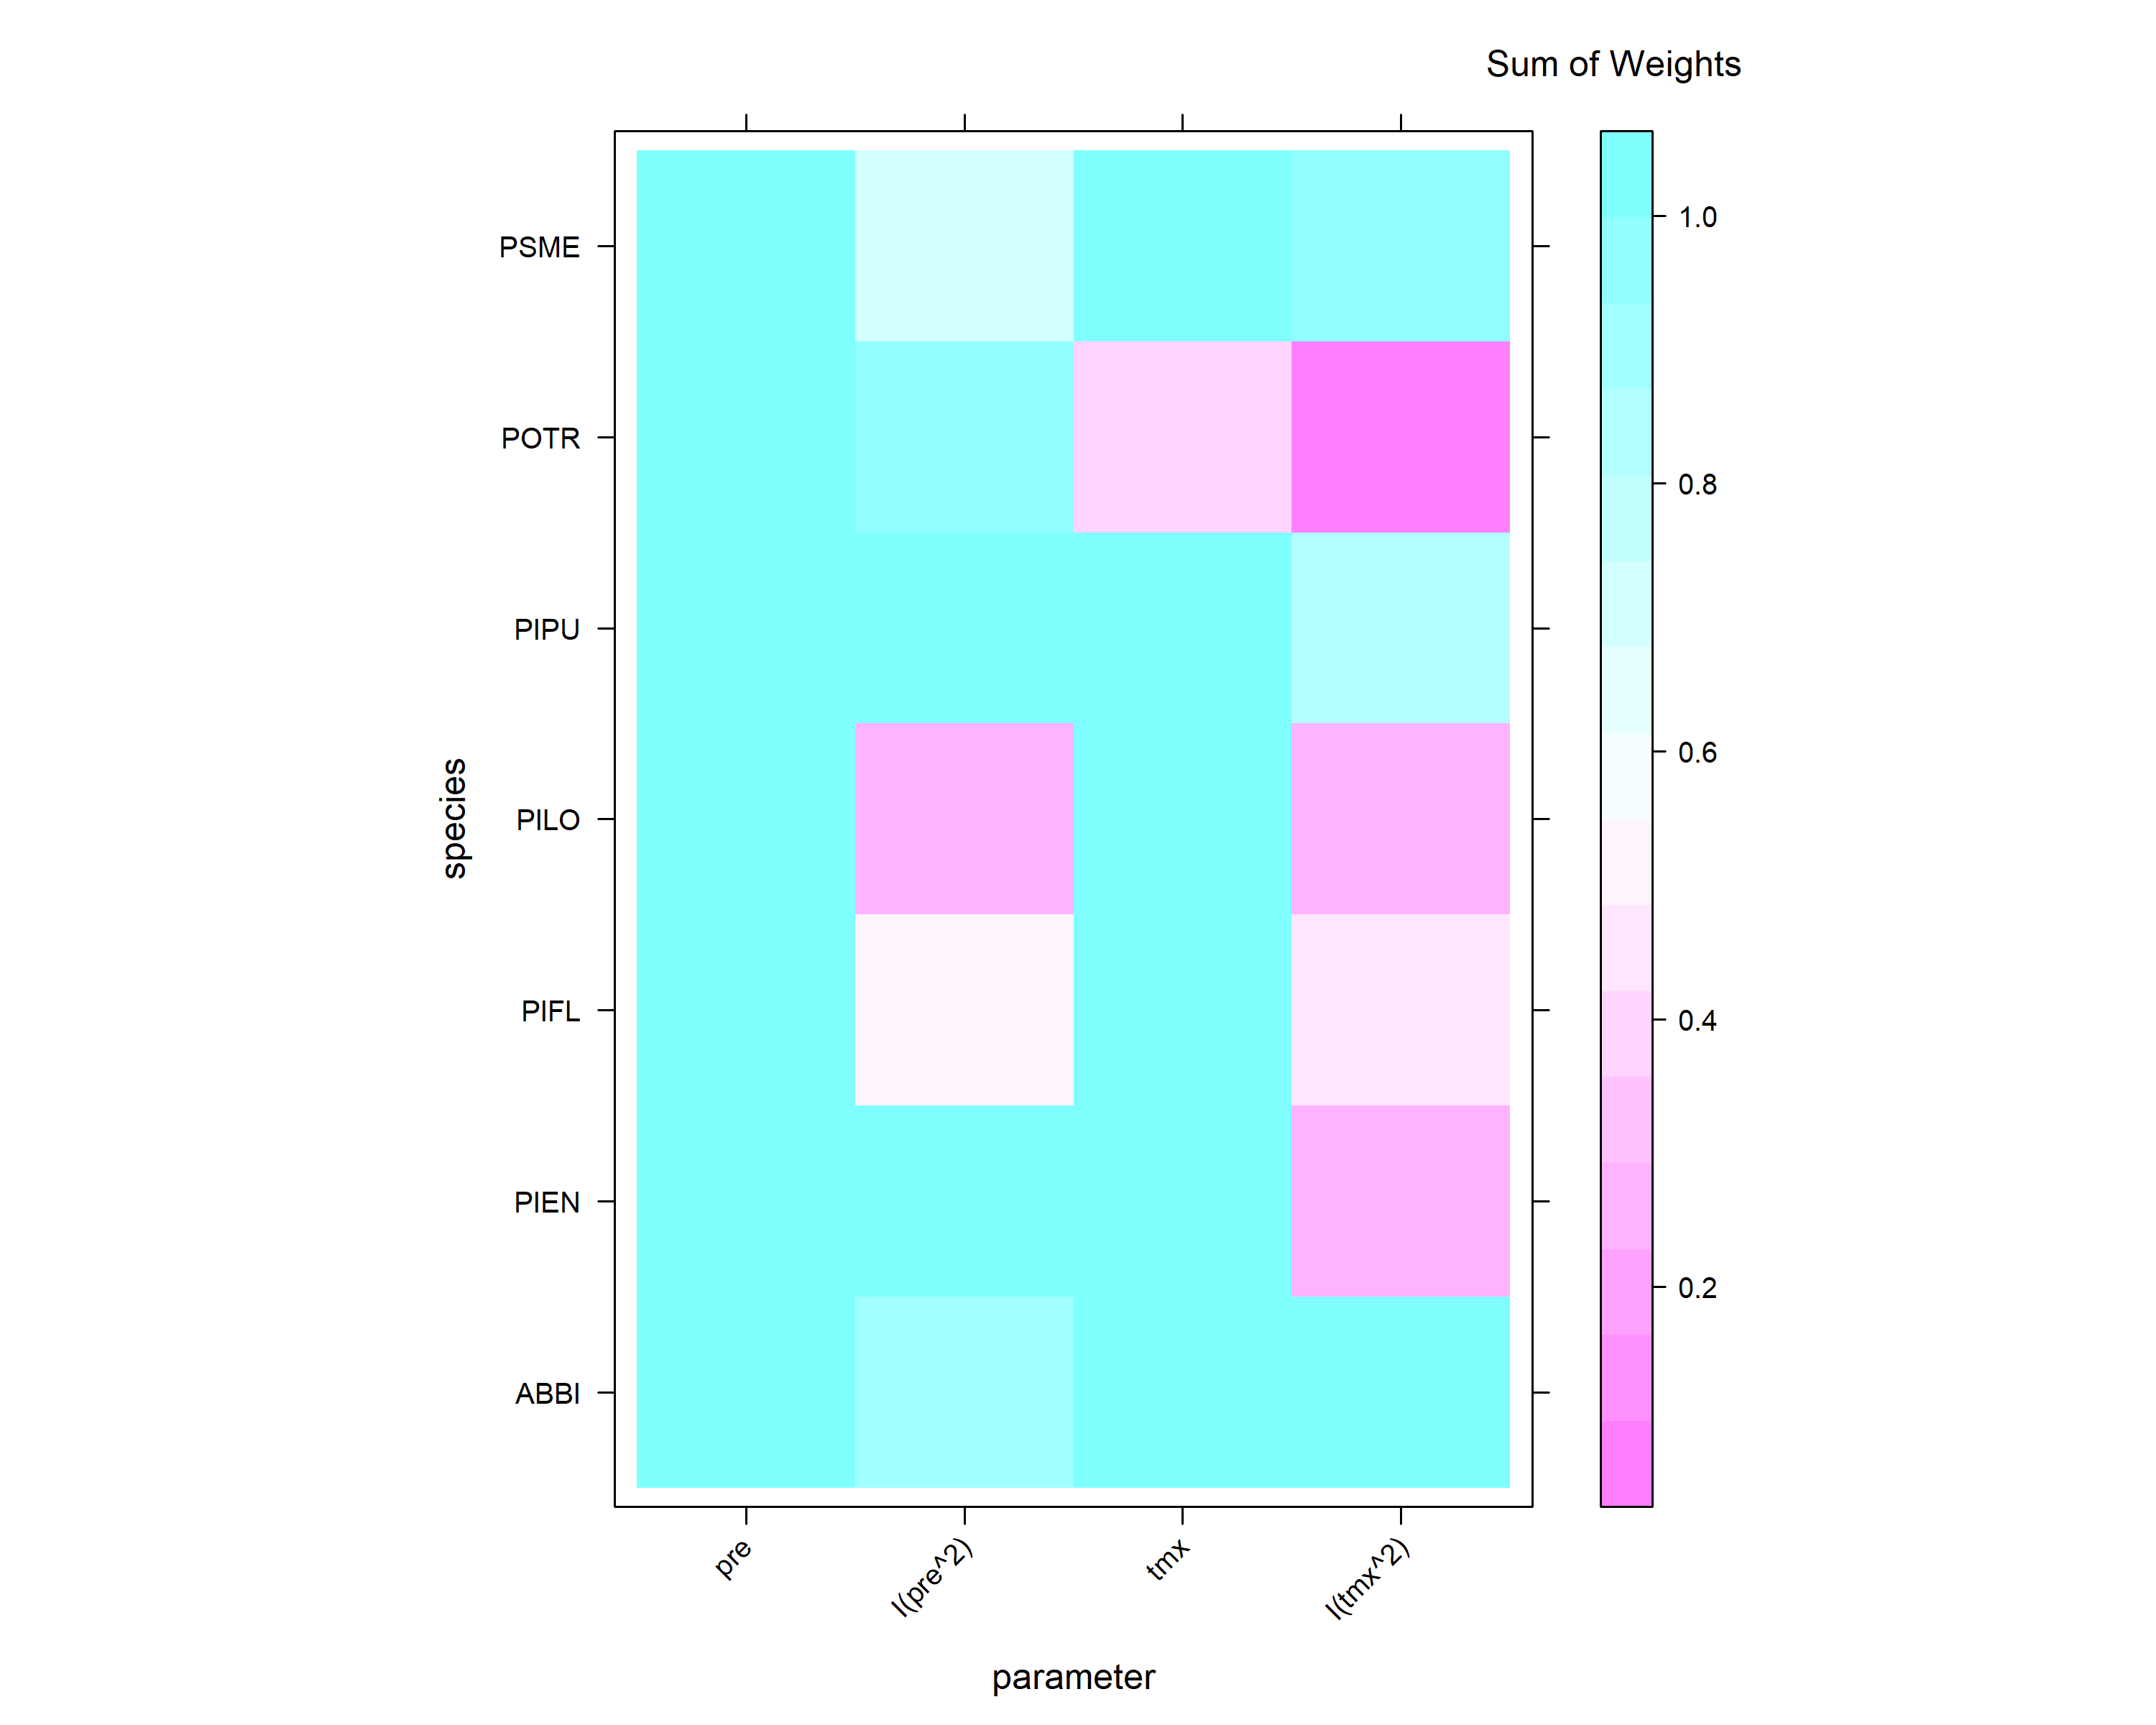 Sum of Weights
PSME
POTR
PIPU
PILO
PIFL
PIEN
ABBI
species
1.0
0.8
0.6
0.4
0.2
pre
I(pre^2)
tmx
I(tmx^2)
parameter